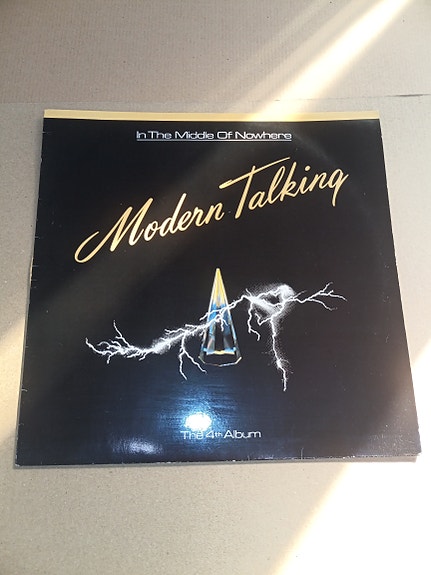 In The Middle Of Nowhere
Modern Talking
The 4th Album